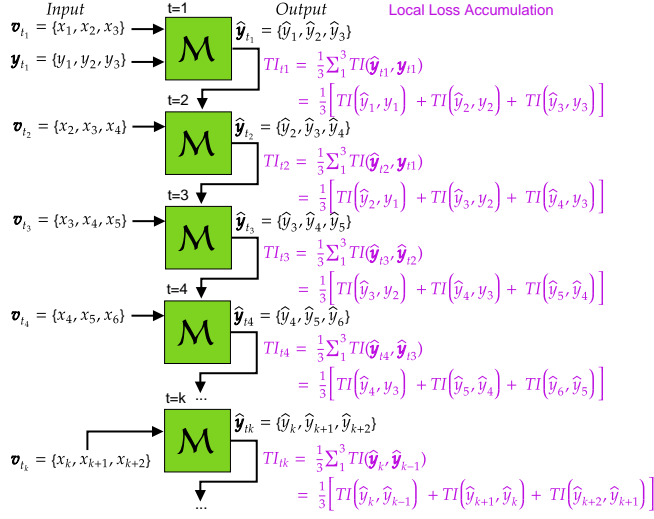 Input Output Local Loss Accumulation
t=1
𝒗_{t_1} = {x_1, x_2, x_3} ŷ_{t_1} = {ŷ_1, ŷ_2, ŷ_3}
𝒚_{t_1} = {y_1, y_2, y_3} ℳ TI_{t1} = 1/3 ∑_1^3 TI(ŷ_{t1}, y_{t1})
= 1/3 [TI(ŷ_1, y_1) + TI(ŷ_2, y_2) + TI(ŷ_3, y_3)]
t=2
𝒗_{t_2} = {x_2, x_3, x_4} ℳ ŷ_{t_2} = {ŷ_2, ŷ_3, ŷ_4}
TI_{t2} = 1/3 ∑_1^3 TI(ŷ_{t2}, y_{t1})
= 1/3 [TI(ŷ_2, y_1) + TI(ŷ_3, y_2) + TI(ŷ_4, y_3)]
t=3
𝒗_{t_3} = {x_3, x_4, x_5} ℳ ŷ_{t_3} = {ŷ_3, ŷ_4, ŷ_5}
TI_{t3} = 1/3 ∑_1^3 TI(ŷ_{t3}, ŷ_{t2})
= 1/3 [TI(ŷ_3, y_2) + TI(ŷ_4, y_3) + TI(ŷ_5, ŷ_4)]
t=4
𝒗_{t_4} = {x_4, x_5, x_6} ℳ ŷ_{t4} = {ŷ_4, ŷ_5, ŷ_6}
TI_{t4} = 1/3 ∑_1^3 TI(ŷ_{t4}, ŷ_{t3})
= 1/3 [TI(ŷ_4, y_3) + TI(ŷ_5, ŷ_4) + TI(ŷ_6, ŷ_5)]
...
t=k
ℳ ŷ_{tk} = {ŷ_k, ŷ_{k+1}, ŷ_{k+2}}
𝒗_{t_k} = {x_k, x_{k+1}, x_{k+2}} TI_{tk} = 1/3 ∑_1^3 TI(ŷ_k, ŷ_{k-1})
= 1/3 [TI(ŷ_k, ŷ_{k-1}) + TI(ŷ_{k+1}, ŷ_k) + TI(ŷ_{k+2}, ŷ_{k+1})]
...